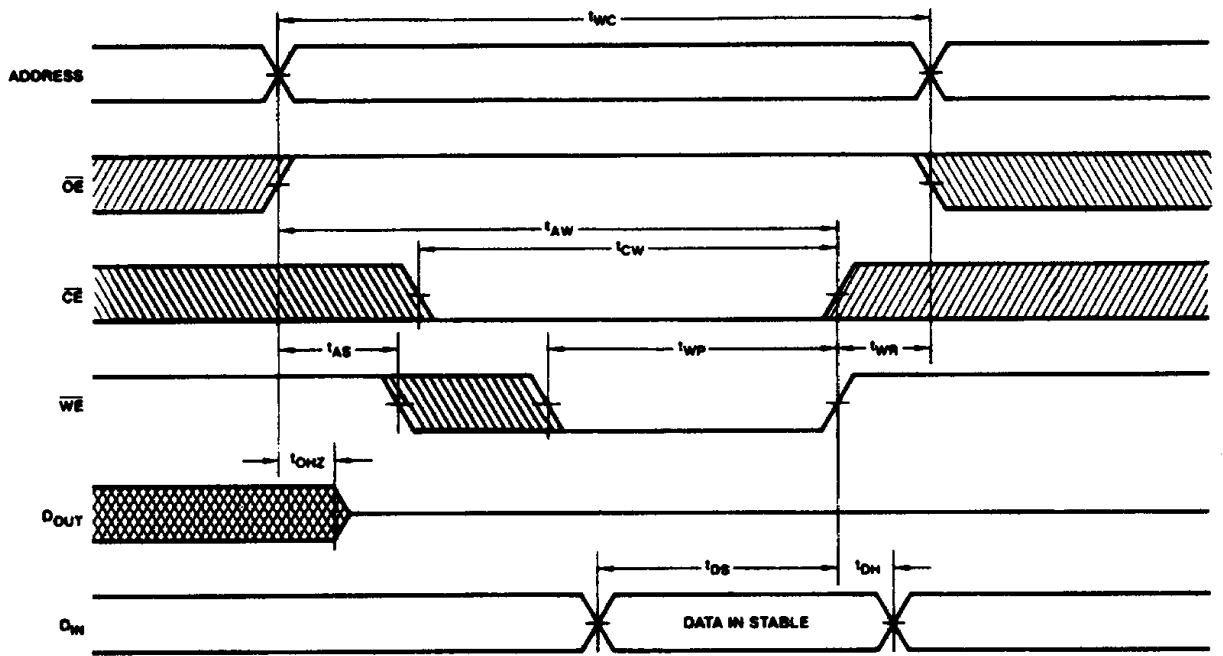 tWC
ADDRESS
OE
tAW
tCW
CE
tAS
tWP
tWR
WE
tOHZ
DOUT
tDS
tDH
DIN
DATA IN STABLE